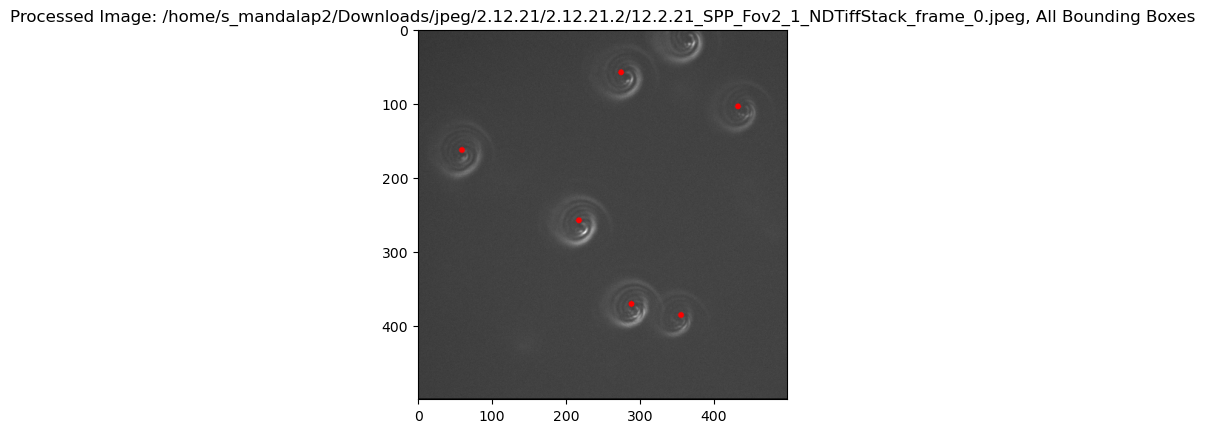 Processed Image: /home/s_mandalap2/Downloads/jpeg/2.12.21/2.12.21.2/12.2.21_SPP_Fov2_1_NDTiffStack_frame_0.jpeg, All Bounding Boxes
0
100
200
300
400
0 100 200 300 400